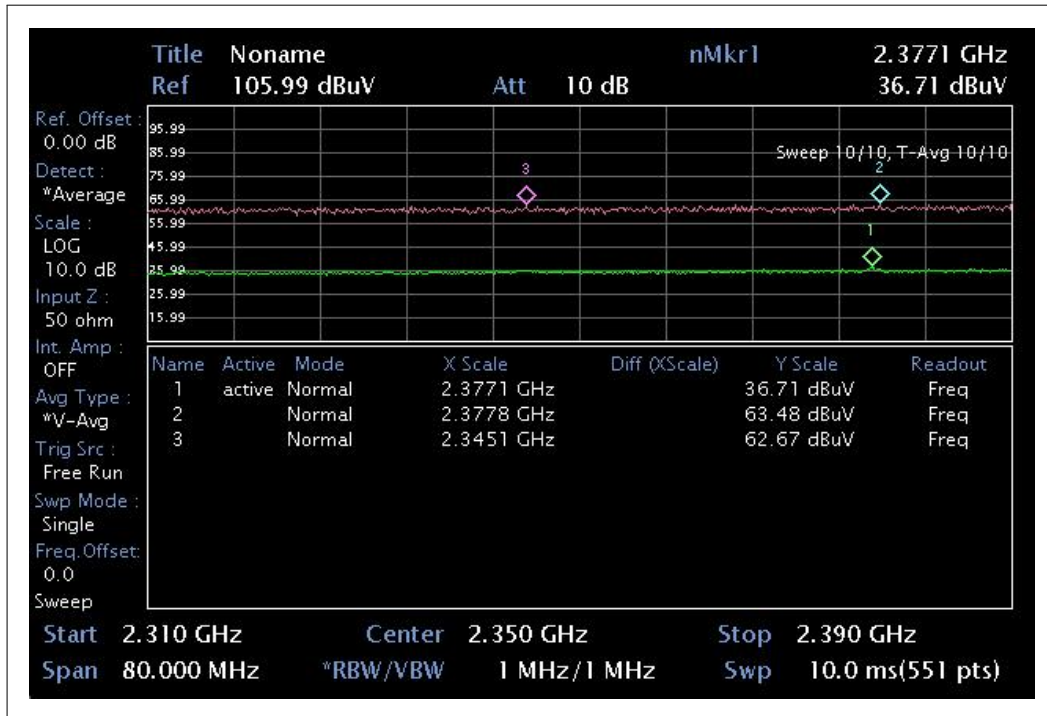 Title Noname nMkr1 2.3771 GHz
Ref 105.99 dBuV Att 10 dB 36.71 dBuV
Ref. Offset :
0.00 dB
Detect :
*Average
Scale :
LOG
10.0 dB
Input Z :
50 ohm
Int. Amp :
OFF
Avg Type :
*V-Avg
Trig Src :
Free Run
Swp Mode :
Single
Freq.Offset:
0.0
Sweep
95.99
85.99
75.99
65.99
55.99
45.99
35.99
25.99
15.99
Sweep 10/10, T-Avg 10/10
3
2
1
Name Active Mode X Scale Diff (XScale) Y Scale Readout
1 active Normal 2.3771 GHz 36.71 dBuV Freq
2 Normal 2.3778 GHz 63.48 dBuV Freq
3 Normal 2.3451 GHz 62.67 dBuV Freq
Start 2.310 GHz Center 2.350 GHz Stop 2.390 GHz
Span 80.000 MHz *RBW/VBW 1 MHz/1 MHz Swp 10.0 ms(551 pts)